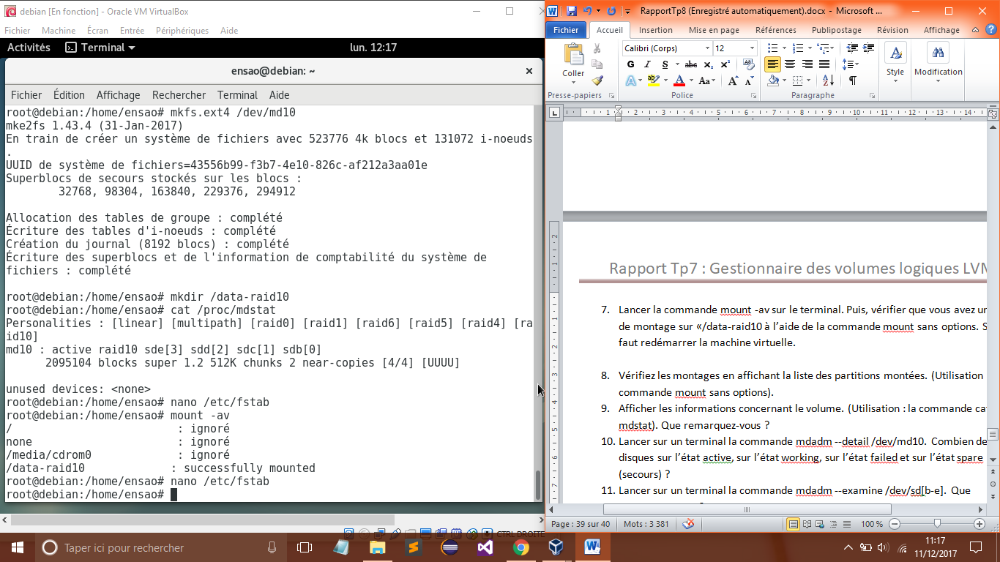 debian [En fonction] - Oracle VM VirtualBox
Fichier Machine Écran Entrée Périphériques Aide
Activités Terminal lun. 12:17
ensao@debian: ~
Fichier Édition Affichage Rechercher Terminal Aide
root@debian:/home/ensao# mkfs.ext4 /dev/md10
mke2fs 1.43.4 (31-Jan-2017)
En train de créer un système de fichiers avec 523776 4k blocs et 131072 i-noeuds
.
UUID de système de fichiers=43556b99-f3b7-4e10-826c-af212a3aa01e
Superblocs de secours stockés sur les blocs :
32768, 98304, 163840, 229376, 294912
Allocation des tables de groupe : complété
Écriture des tables d'i-noeuds : complété
Création du journal (8192 blocs) : complété
Écriture des superblocs et de l'information de comptabilité du système de
fichiers : complété
root@debian:/home/ensao# mkdir /data-raid10
root@debian:/home/ensao# cat /proc/mdstat
Personalities : [linear] [multipath] [raid0] [raid1] [raid6] [raid5] [raid4] [ra
id10]
md10 : active raid10 sde[3] sdd[2] sdc[1] sdb[0]
2095104 blocks super 1.2 512K chunks 2 near-copies [4/4] [UUUU]
unused devices: <none>
root@debian:/home/ensao# nano /etc/fstab
root@debian:/home/ensao# mount -av
/ : ignoré
none : ignoré
/media/cdrom0 : ignoré
/data-raid10 : successfully mounted
root@debian:/home/ensao# nano /etc/fstab
root@debian:/home/ensao#
CTRL DROITE
RapportTp8 (Enregistré automatiquement).docx - Microsoft ...
Fichier Accueil Insertion Mise en page Références Publipostage Révision Affichage
Calibri (Corps) 12
Coller G I S abc x₂ x² Aa Style Modification
Presse-papiers Police Paragraphe
1 2 3 4 5 6 7 8 9 10 11 12 13 14
Rapport Tp7 : Gestionnaire des volumes logiques LVM
7. Lancer la commande mount -av sur le terminal. Puis, vérifier que vous avez un
de montage sur «/data-raid10 à l’aide de la commande mount sans options. S
faut redémarrer la machine virtuelle.
8. Vérifiez les montages en affichant la liste des partitions montées. (Utilisation
commande mount sans options).
9. Afficher les informations concernant le volume. (Utilisation : la commande ca
mdstat). Que remarquez-vous ?
10. Lancer sur un terminal la commande mdadm --detail /dev/md10. Combien de
disques sur l’état active, sur l’état working, sur l’état failed et sur l’état spare
(secours) ?
11. Lancer sur un terminal la commande mdadm --examine /dev/sd[b-e]. Que
Page : 39 sur 40 Mots : 3 381 100 %
Taper ici pour rechercher
11:17
11/12/2017